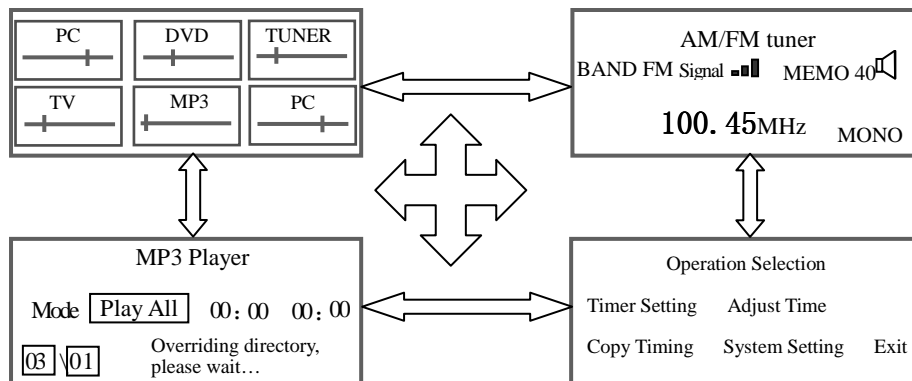 PC DVD TUNER
TV MP3 PC
AM/FM tuner
BAND FM Signal MEMO 40
100.45MHz
MONO
MP3 Player
Mode Play All 00:00 00:00
03 \01 Overriding directory,
please wait…
Operation Selection
Timer Setting Adjust Time
Copy Timing System Setting Exit